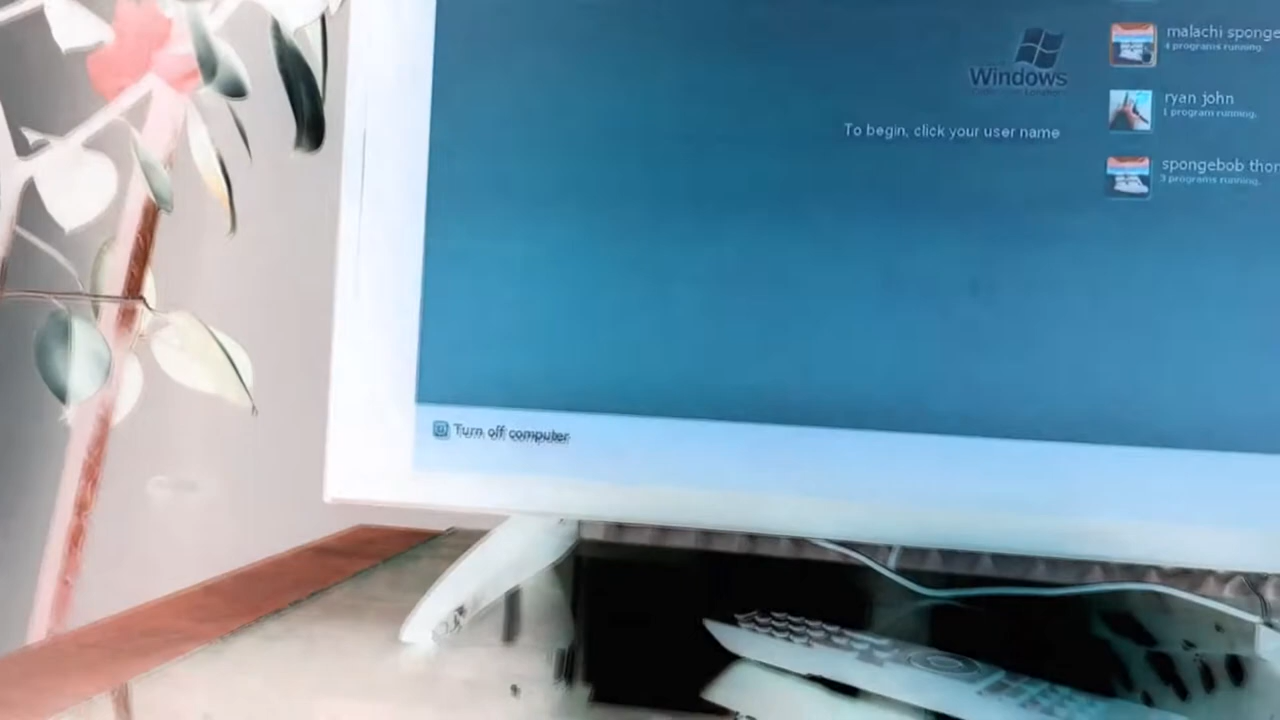 malachi sponge
4 programs running.
Windows
ryan john
1 program running.
To begin, click your user name
spongebob thor
3 programs running.
Turn off computer